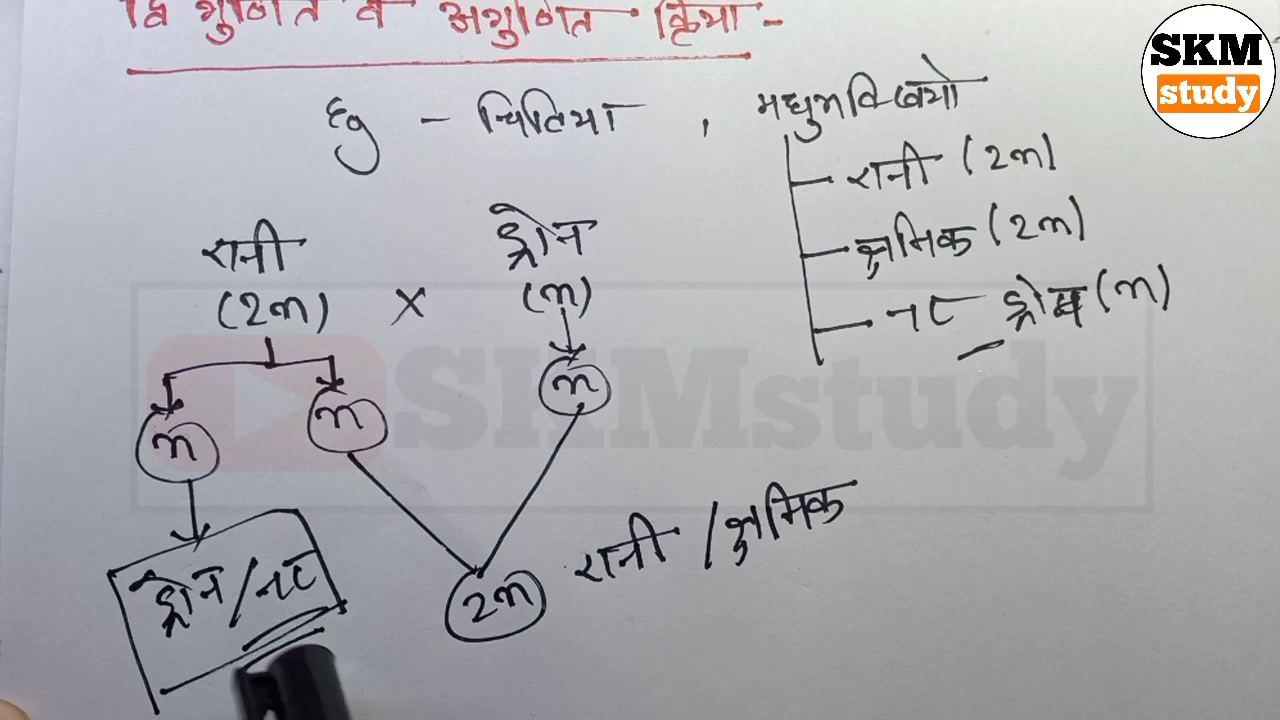 द्वि गुणित व अगुणित क्रिया -
Eg - चिटिया , मधुमक्खियो
रानी (2n)
श्रमिक (2n)
नर ड्रोन (n)
रानी ड्रोन
(2n) × (n)
n n n
ड्रोन/नर
2n रानी / श्रमिक
SKM
study
SKMstudy